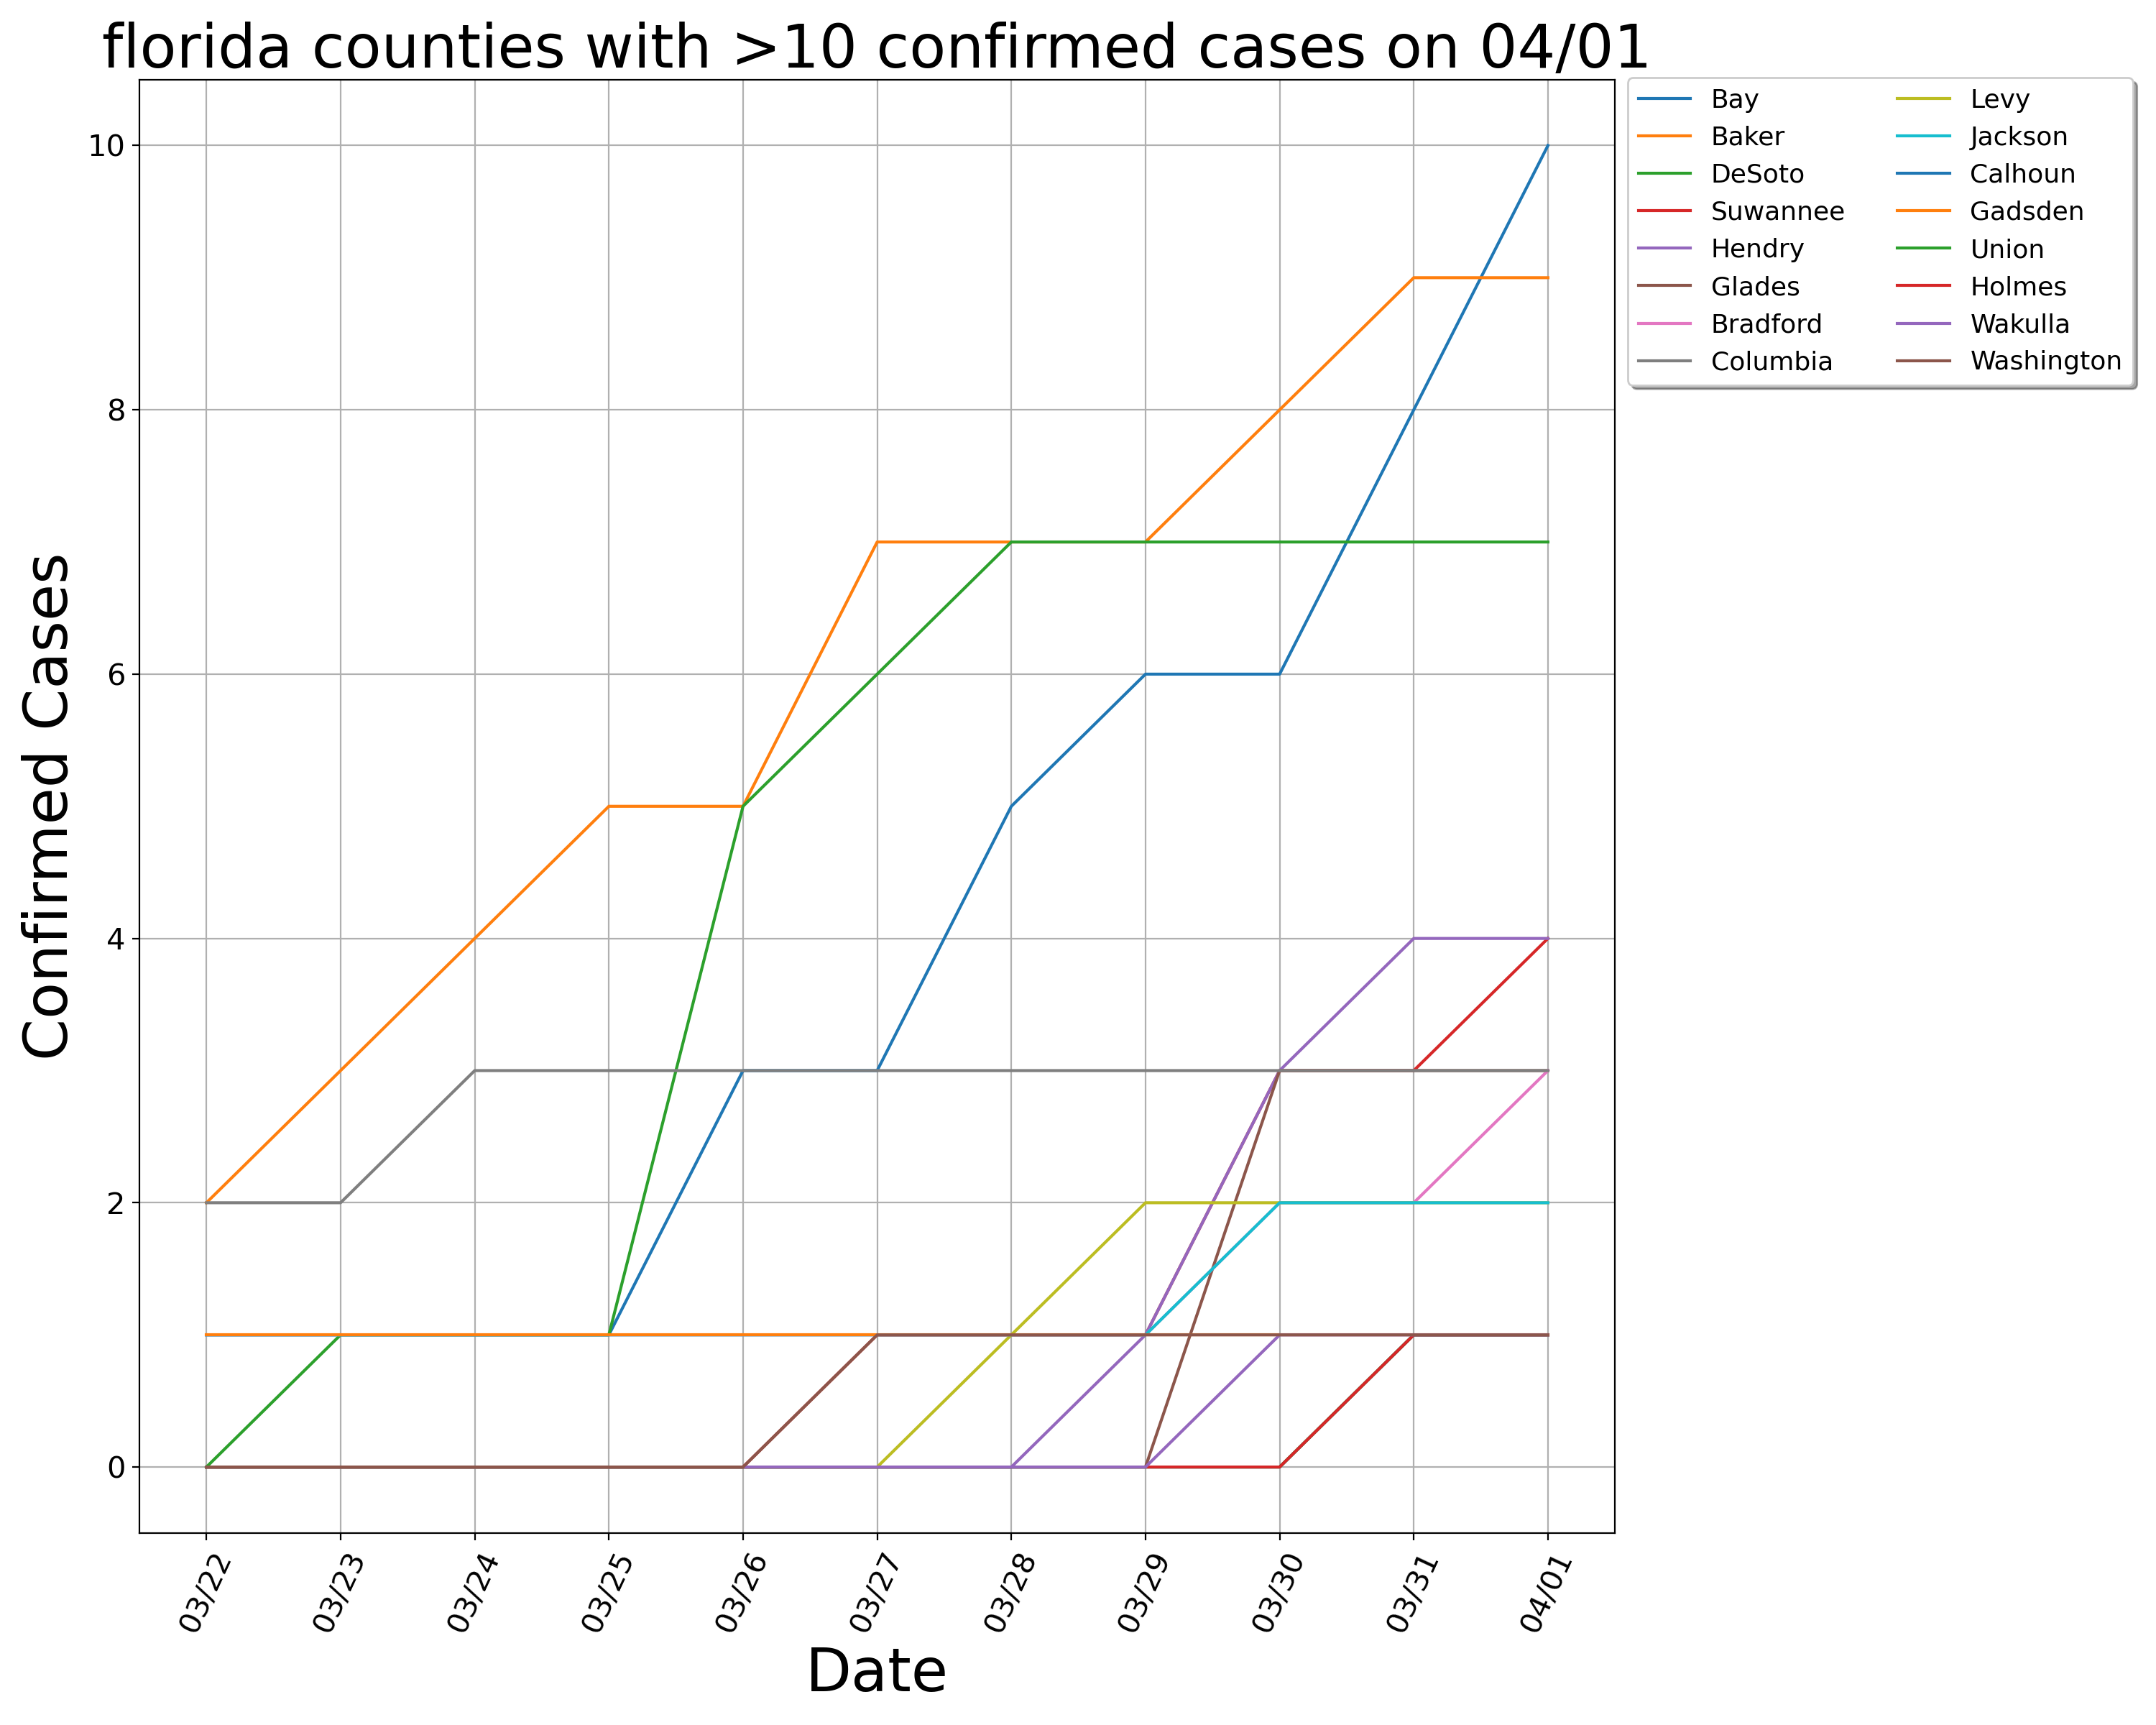 florida counties with >10 confirmed cases on 04/01
Bay
Baker
DeSoto
Suwannee
Hendry
Glades
Bradford
Columbia
Levy
Jackson
Calhoun
Gadsden
Union
Holmes
Wakulla
Washington
Confirmed Cases
10
8
6
4
2
0
03/22
03/23
03/24
03/25
03/26
03/27
03/28
03/29
03/30
03/31
04/01
Date